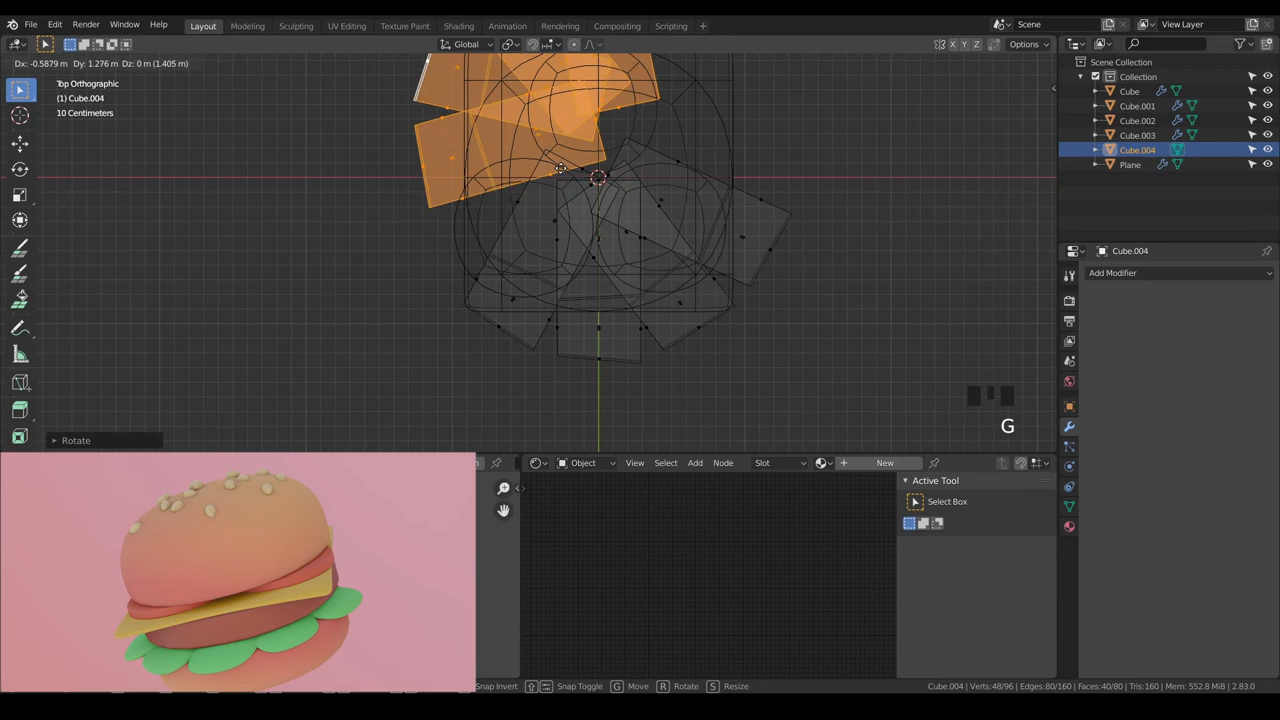 File Edit Render Window Help
Layout Modeling Sculpting UV Editing Texture Paint Shading Animation Rendering Compositing Scripting +
Scene
View Layer
Global
X Y Z
Options
Dx: -0.5879 m Dy: 1.276 m Dz: 0 m (1.405 m)
Top Orthographic
(1) Cube.004
10 Centimeters
Scene Collection
Collection
Cube
Cube.001
Cube.002
Cube.003
Cube.004
Plane
Cube.004
Add Modifier
G
Rotate
Object View Select Add Node Slot New
Active Tool
Select Box
Snap Invert Snap Toggle G Move R Rotate S Resize
Cube.004 | Verts:48/96 | Edges:80/160 | Faces:40/80 | Tris:160 | Mem: 552.8 MiB | 2.83.0